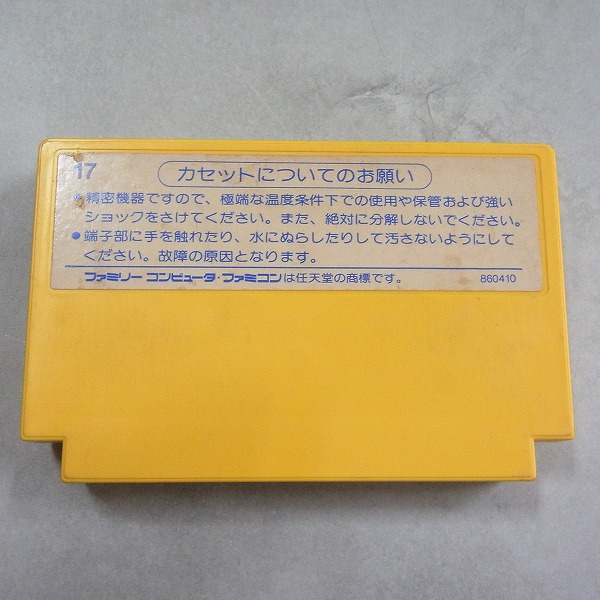 17
カセットについてのお願い
●精密機器ですので、極端な温度条件下での使用や保管および強い
ショックをさけてください。また、絶対に分解しないでください。
●端子部に手を触れたり、水にぬらしたりして汚さないようにして
ください。故障の原因となります。
ファミリー コンピュータ・ファミコンは任天堂の商標です。 860410